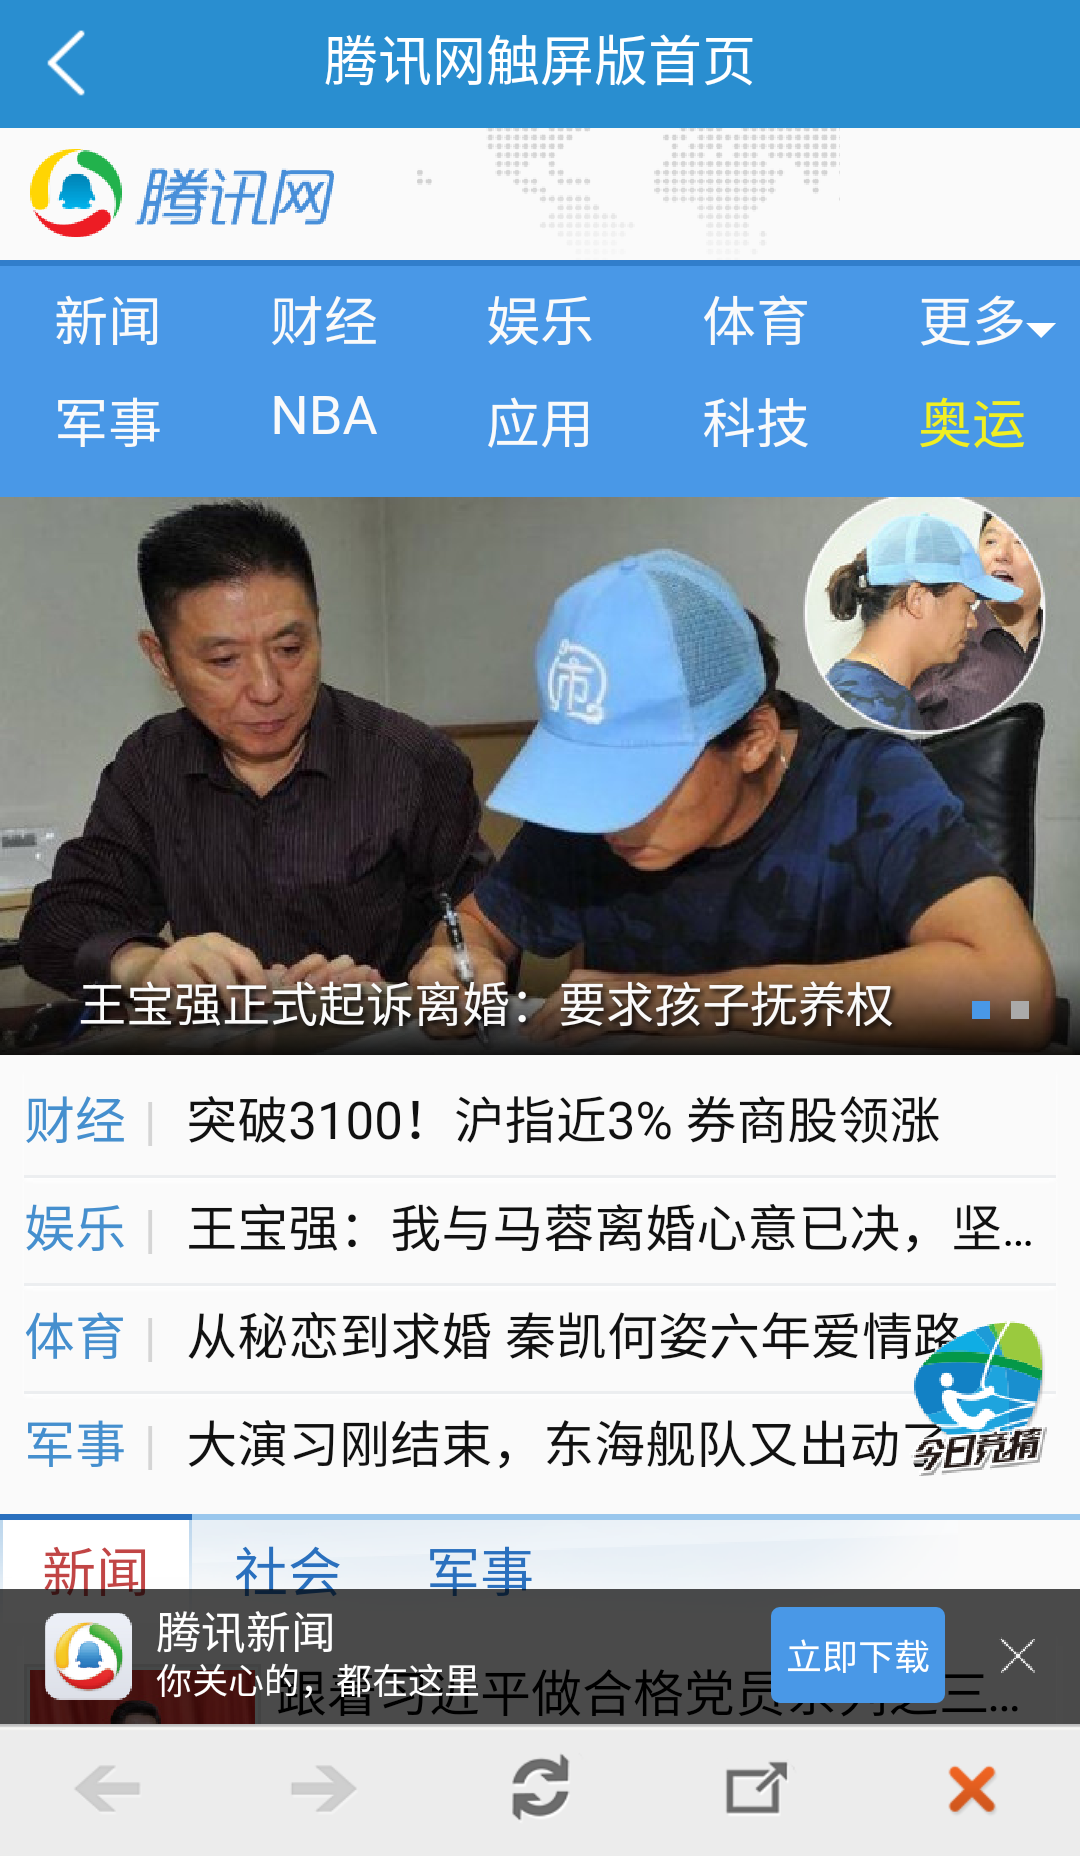 腾讯网触屏版首页
腾讯网
新闻 财经 娱乐 体育 更多
军事 NBA 应用 科技 奥运
王宝强正式起诉离婚：要求孩子抚养权
财经 突破3100！沪指近3% 券商股领涨
娱乐 王宝强：我与马蓉离婚心意已决，坚…
体育 从秘恋到求婚 秦凯何姿六年爱情路
军事 大演习刚结束，东海舰队又出动了
今日竞猜
新闻 社会 军事
腾讯新闻
你关心的，都在这里
立即下载
跟着习近平做合格党员系列之三…